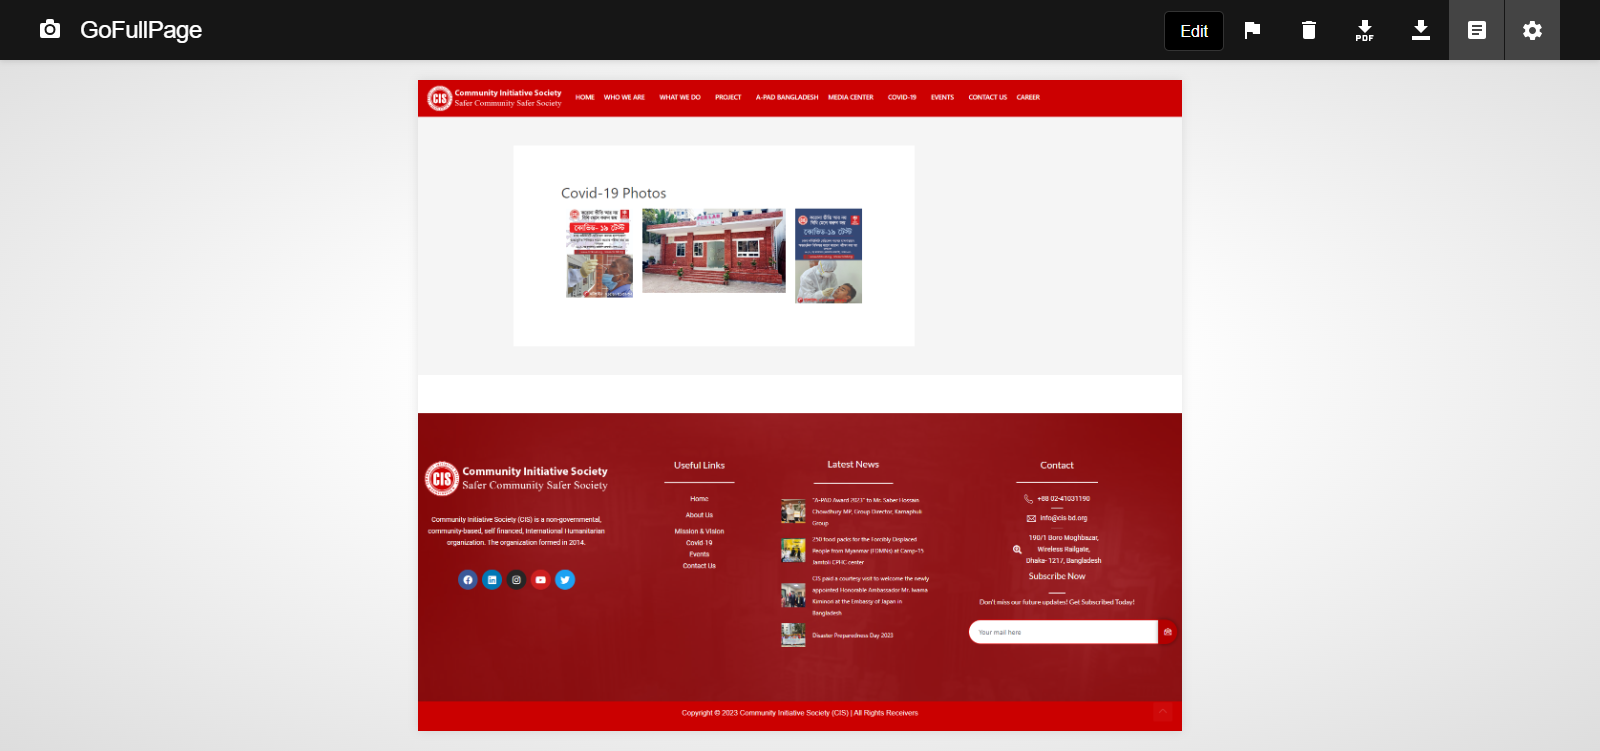 GoFullPage
Edit
PDF
CIS
Community Initiative Society
Safer Community Safer Society
HOME WHO WE ARE WHAT WE DO PROJECT A-PAD BANGLADESH MEDIA CENTER COVID-19 EVENTS CONTACT US CAREER
Covid-19 Photos
কোভিড- ১৯ টেস্ট
কোভিড-১৯ টেস্ট
CIS
Community Initiative Society
Safer Community Safer Society
Community Initiative Society (CIS) is a non-governmental,
community-based, self financed, International Humanitarian
organization. The organization formed in 2014.
Useful Links
Home
About Us
Mission & Vision
Covid-19
Events
Contact Us
Latest News
"A-PAD Award 2023" to Mr. Saber Hossain
Chowdhury MP, Group Director, Karnaphuli
Group
250 food packs for the Forcibly Displaced
People from Myanmar (FDMNs) at Camp-15
Jamtoli CPHC center
CIS paid a courtesy visit to welcome the newly
appointed Honorable Ambassador Mr. Iwama
Kiminori at the Embassy of Japan in
Bangladesh
Disaster Preparedness Day 2023
Contact
+88 02-41031190
info@cis-bd.org
190/1 Boro Moghbazar,
Wireless Railgate,
Dhaka- 1217, Bangladesh
Subscribe Now
Don't miss our future updates! Get Subscribed Today!
Your mail here
Copyright © 2023 Community Initiative Society (CIS) | All Rights Receivers